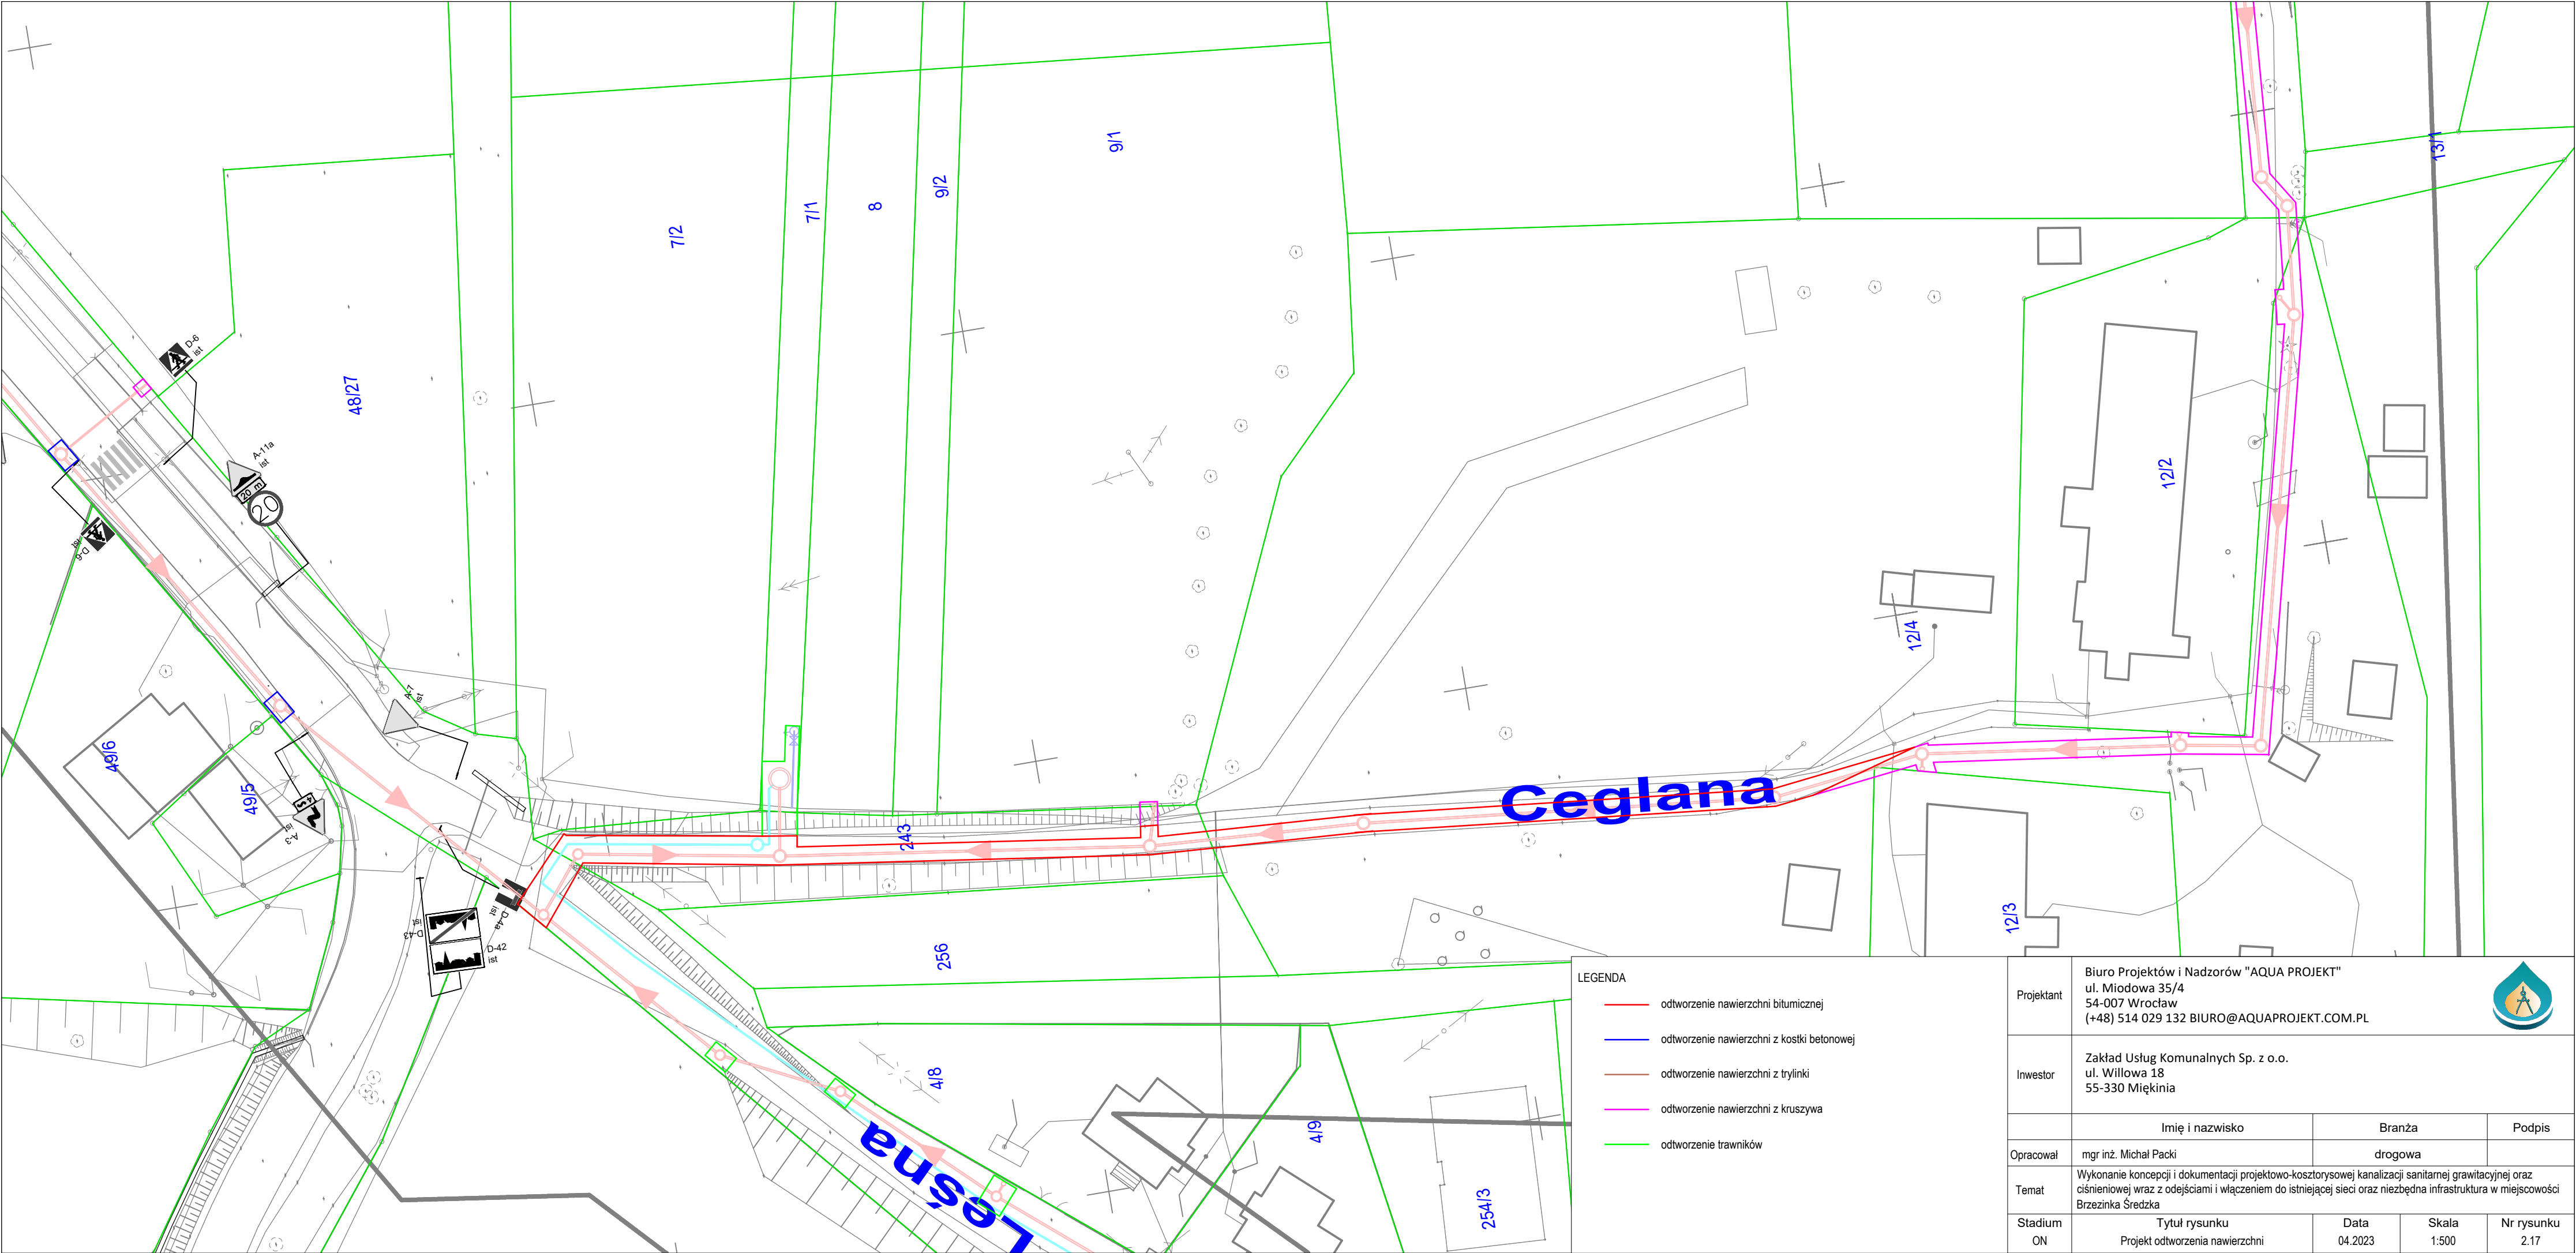 13/1
9/1
9/2
7/1
8
7/2
D-6
ist
48/27
A-11a
ist
20 m
20
12/2
D-6
ist
12/4
A-7
ist
49/6
49/5
A-3
ist
Ceglana
243
D-4a
ist
D-43
ist
D-42
ist
256
12/3
4/8
4/9
Leśna
254/3
LEGENDA
odtworzenie nawierzchni bitumicznej
odtworzenie nawierzchni z kostki betonowej
odtworzenie nawierzchni z trylinki
odtworzenie nawierzchni z kruszywa
odtworzenie trawników
Projektant
Biuro Projektów i Nadzorów "AQUA PROJEKT"
ul. Miodowa 35/4
54-007 Wrocław
(+48) 514 029 132 BIURO@AQUAPROJEKT.COM.PL
Inwestor
Zakład Usług Komunalnych Sp. z o.o.
ul. Willowa 18
55-330 Miękinia
Imię i nazwisko Branża Podpis
Opracował mgr inż. Michał Packi drogowa
Temat
Wykonanie koncepcji i dokumentacji projektowo-kosztorysowej kanalizacji sanitarnej grawitacyjnej oraz
ciśnieniowej wraz z odejściami i włączeniem do istniejącej sieci oraz niezbędna infrastruktura w miejscowości
Brzezinka Średzka
Stadium Tytuł rysunku Data Skala Nr rysunku
ON Projekt odtworzenia nawierzchni 04.2023 1:500 2.17